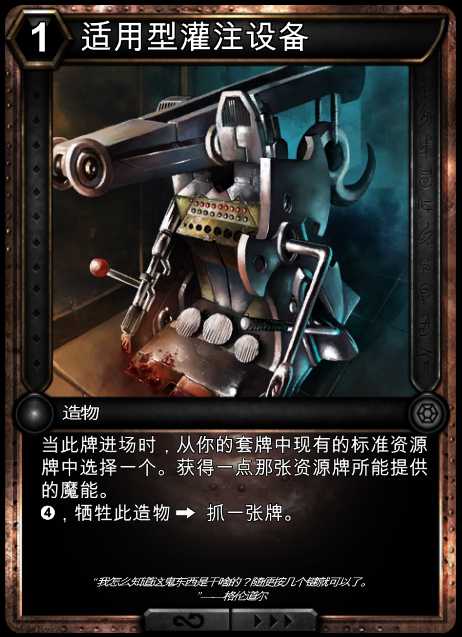 1 适用型灌注设备
造物
当此牌进场时，从你的套牌中现有的标准资源
牌中选择一个。获得一点那张资源牌所能提供
的魔能。
❹，牺牲此造物 ➡ 抓一张牌。
“我怎么知道这鬼东西是干啥的？随便按几个键就可以了。
”——格伦道尔